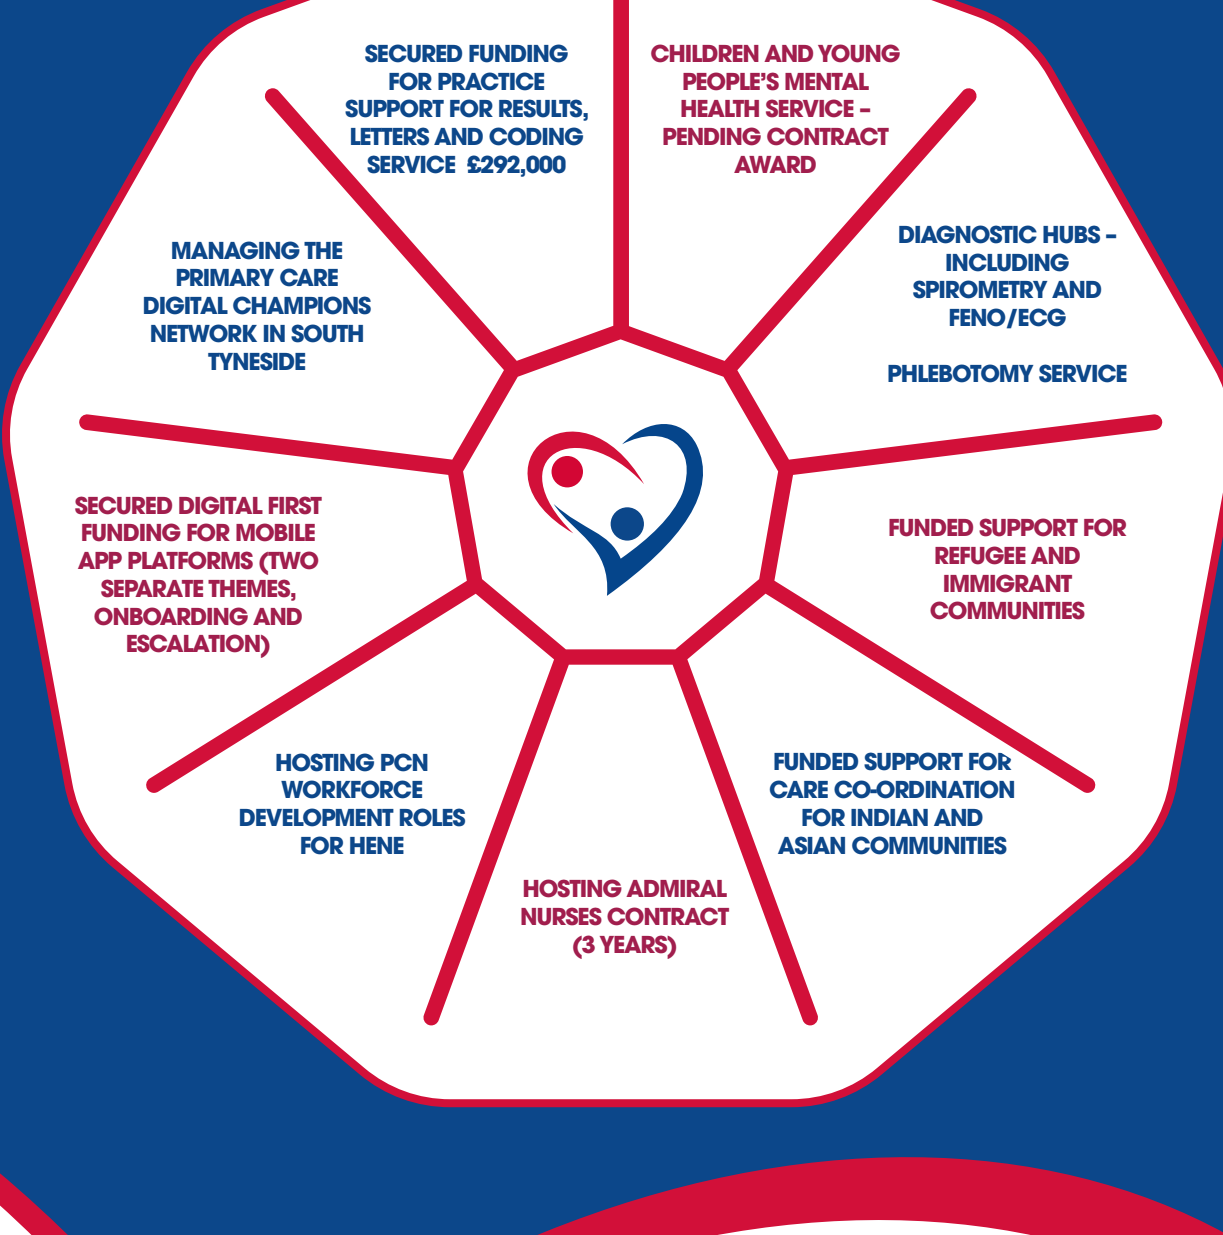 SECURED FUNDING
FOR PRACTICE
SUPPORT FOR RESULTS,
LETTERS AND CODING
SERVICE  £292,000
CHILDREN AND YOUNG
PEOPLE’S MENTAL
HEALTH SERVICE –
PENDING CONTRACT
AWARD
DIAGNOSTIC HUBS –
INCLUDING
SPIROMETRY AND
FENO/ECG
PHLEBOTOMY SERVICE
FUNDED SUPPORT FOR
REFUGEE AND
IMMIGRANT
COMMUNITIES
FUNDED SUPPORT FOR
CARE CO-ORDINATION
FOR INDIAN AND
ASIAN COMMUNITIES
HOSTING ADMIRAL
NURSES CONTRACT
(3 YEARS)
HOSTING PCN
WORKFORCE
DEVELOPMENT ROLES
FOR HENE
SECURED DIGITAL FIRST
FUNDING FOR MOBILE
APP PLATFORMS (TWO
SEPARATE THEMES,
ONBOARDING AND
ESCALATION)
MANAGING THE
PRIMARY CARE
DIGITAL CHAMPIONS
NETWORK IN SOUTH
TYNESIDE